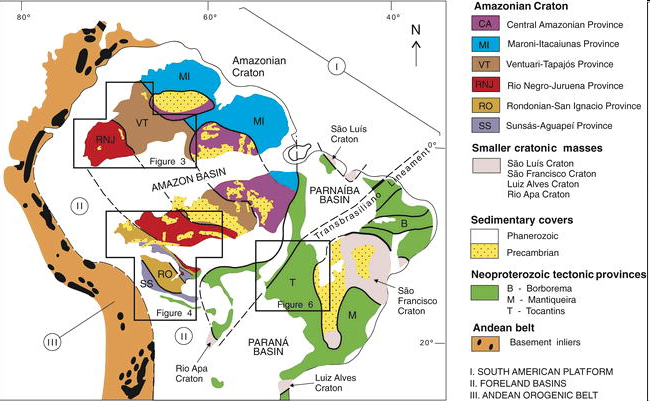 80°
60°
40°
N
I
Amazonian
Craton
MI
MI
VT
RNJ
Figure 3
São Luís
Craton
0°
AMAZON BASIN
PARNAÍBA
BASIN
Transbrasiliano Lineament
II
B
RO
SS
T
Figure 4
Figure 6
São
Francisco
Craton
M
III
II
PARANÁ
BASIN
20°
Rio Apa
Craton
Luiz Alves
Craton
Amazonian Craton
CA Central Amazonian Province
MI Maroni-Itacaiunas Province
VT Ventuari-Tapajós Province
RNJ Rio Negro-Juruena Province
RO Rondonian-San Ignacio Province
SS Sunsás-Aguapeí Province
Smaller cratonic masses
São Luís Craton
São Francisco Craton
Luiz Alves Craton
Rio Apa Craton
Sedimentary covers
Phanerozoic
Precambrian
Neoproterozoic tectonic provinces
B - Borborema
M - Mantiqueira
T - Tocantins
Andean belt
Basement inliers
I. SOUTH AMERICAN PLATFORM
II. FORELAND BASINS
III. ANDEAN OROGENIC BELT